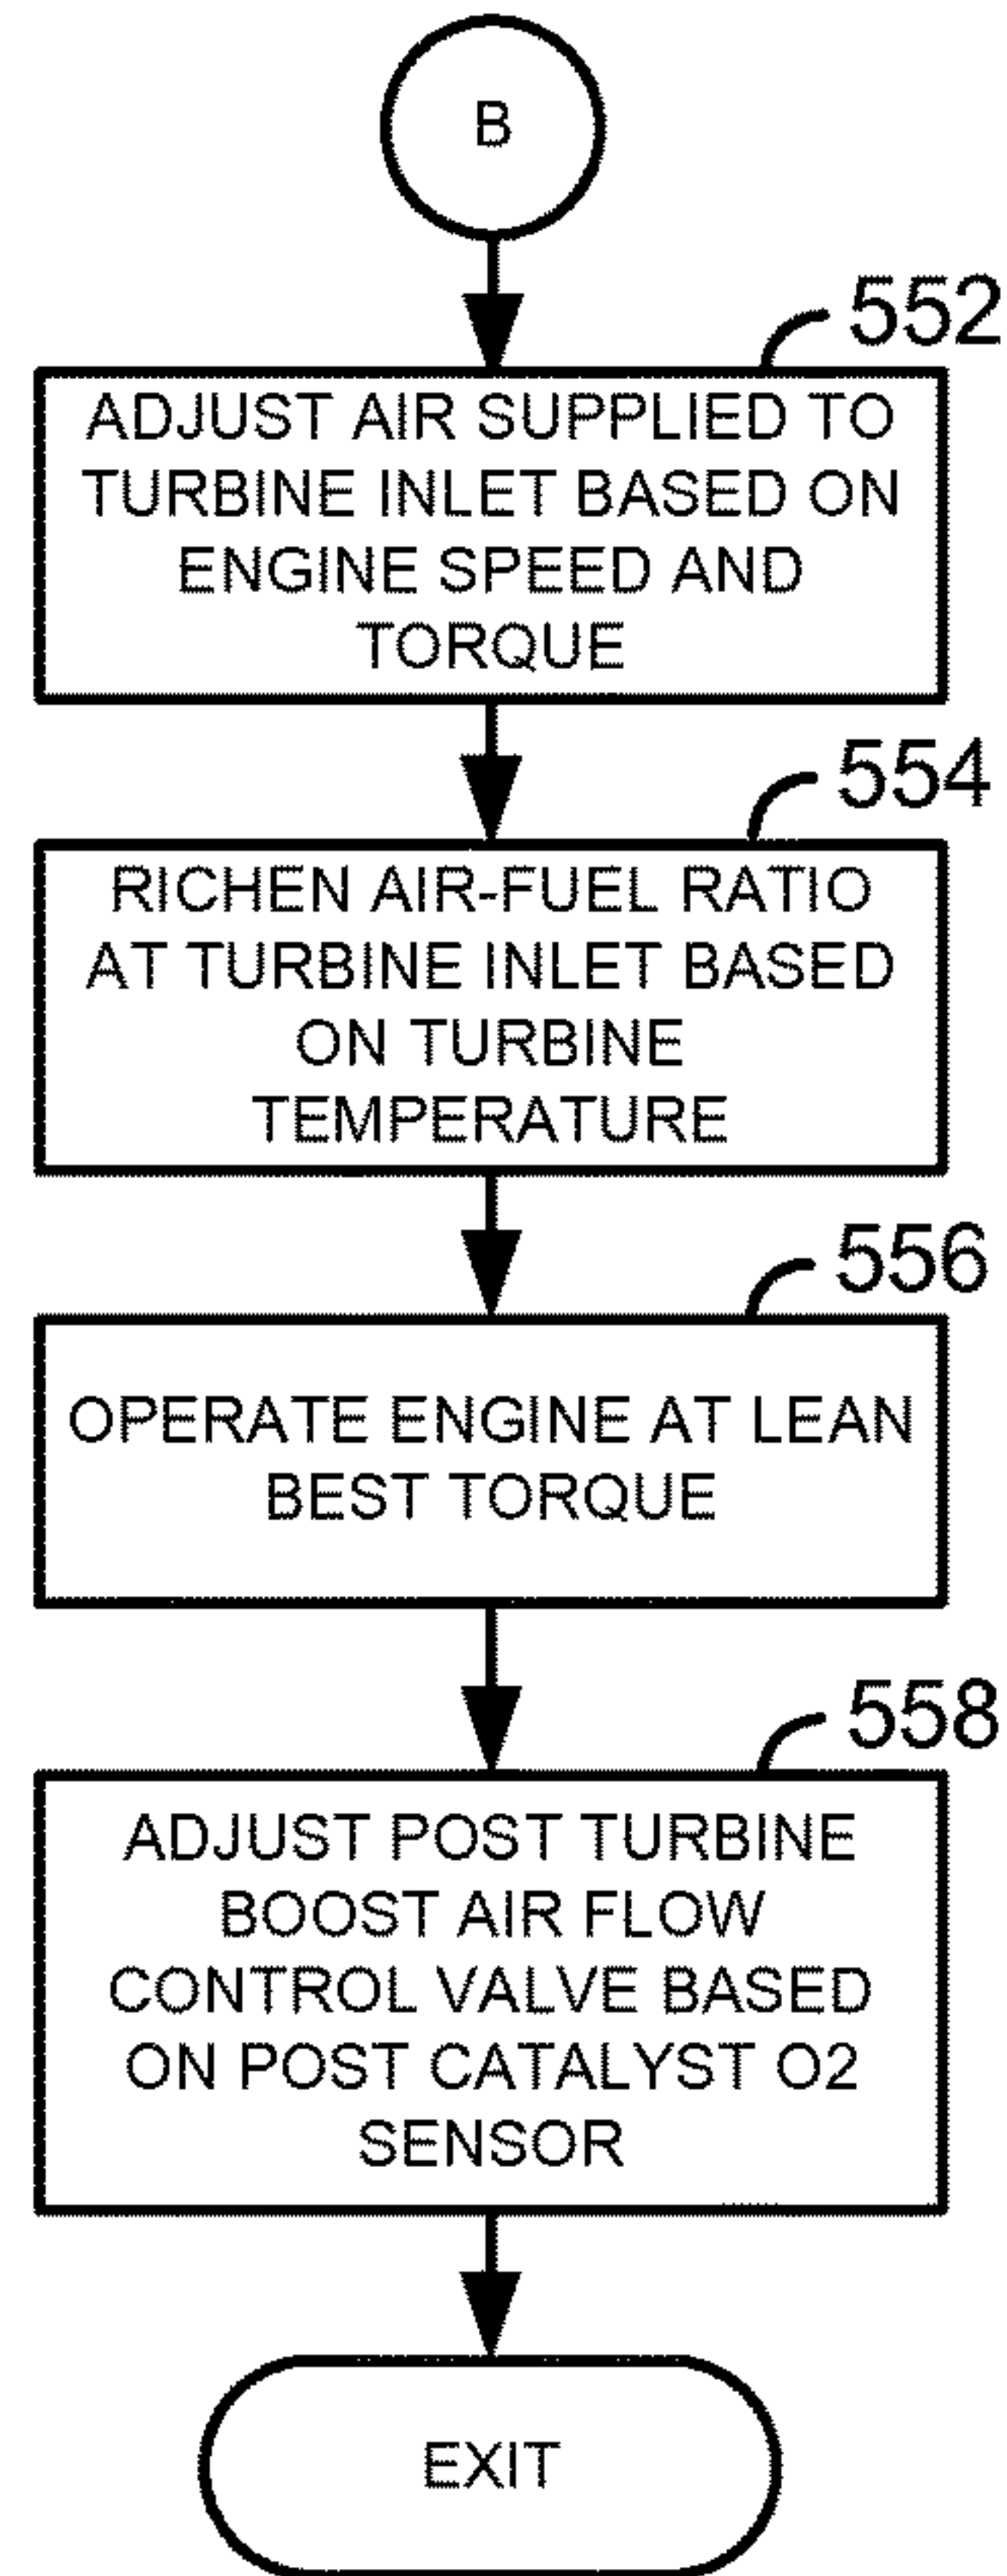 B
552
ADJUST AIR SUPPLIED TO
TURBINE INLET BASED ON
ENGINE SPEED AND
TORQUE
554
RICHEN AIR-FUEL RATIO
AT TURBINE INLET BASED
ON TURBINE
TEMPERATURE
556
OPERATE ENGINE AT LEAN
BEST TORQUE
558
ADJUST POST TURBINE
BOOST AIR FLOW
CONTROL VALVE BASED
ON POST CATALYST O2
SENSOR
EXIT